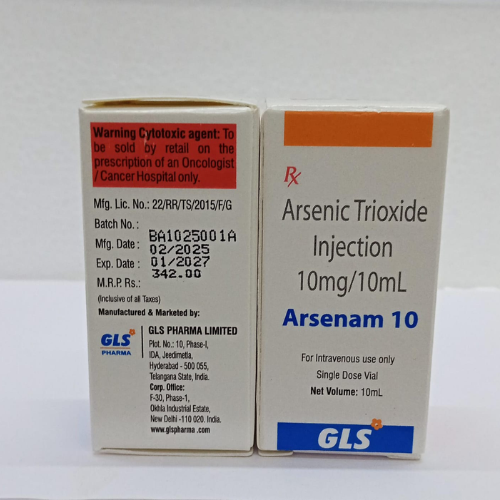 Warning Cytotoxic agent: To
be sold by retail on the
prescription of an Oncologist
/ Cancer Hospital only.
Mfg. Lic. No.: 22/RR/TS/2015/F/G
Batch No.: BA1025001A
Mfg. Date : 02/2025
Exp. Date : 01/2027
M.R.P. Rs.: 342.00
(Inclusive of all Taxes)
Manufactured & Marketed by:
GLS
PHARMA
GLS PHARMA LIMITED
Plot. No.: 10, Phase-I,
IDA, Jeedimetla,
Hyderabad - 500 055,
Telangana State, India.
Corp. Office:
F-30, Phase-1,
Okhla Industrial Estate,
New Delhi -110 020. India.
www.glspharma .com
Rx
Arsenic Trioxide
Injection
10mg/10mL
Arsenam 10
For Intravenous use only
Single Dose Vial
Net Volume: 10mL
GLS